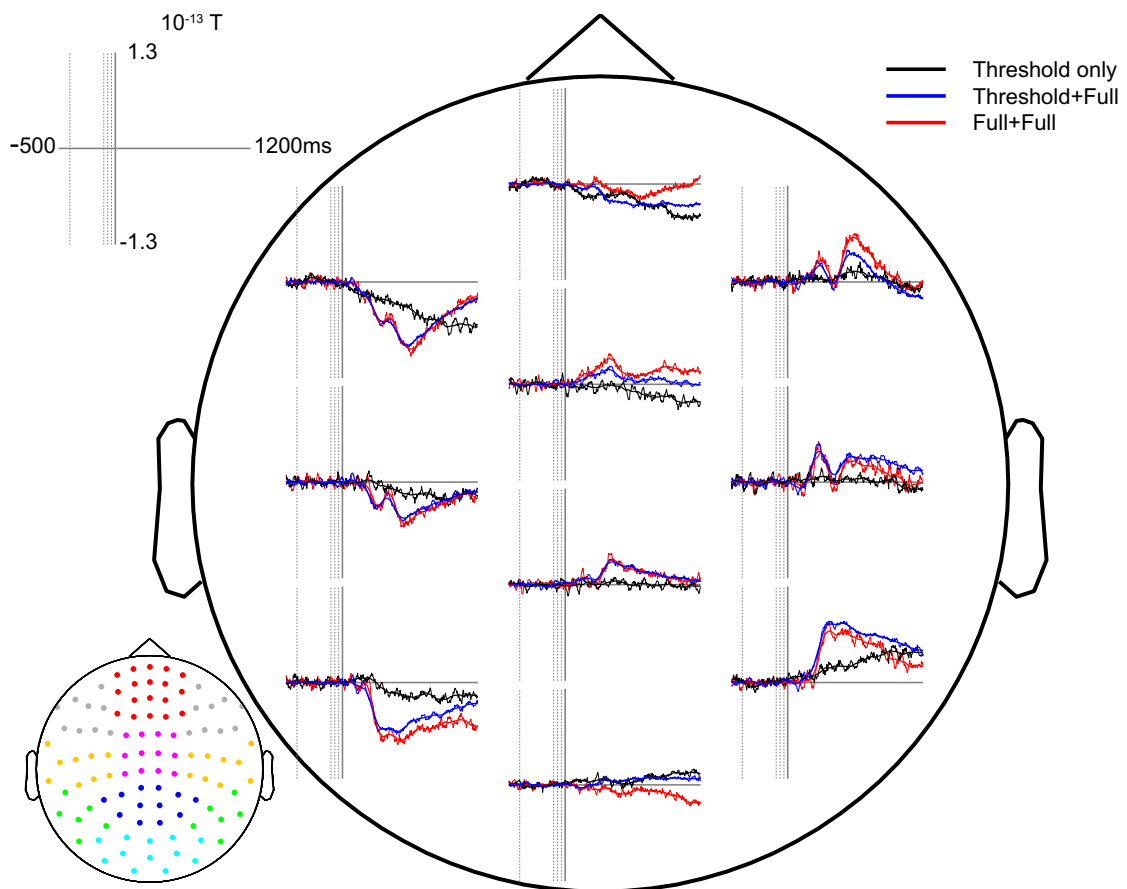 10⁻¹³ T
1.3
-500
1200ms
-1.3
Threshold only
Threshold+Full
Full+Full